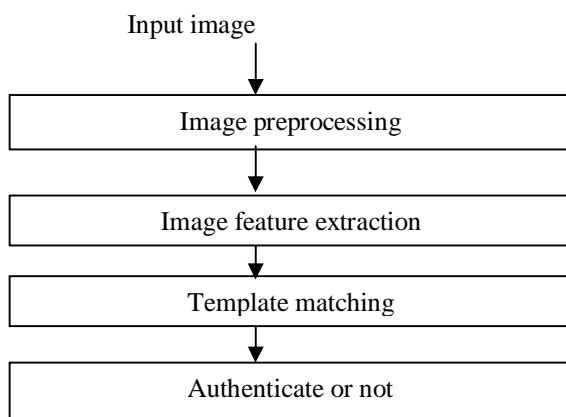 Input image
Image preprocessing
Image feature extraction
Template matching
Authenticate or not